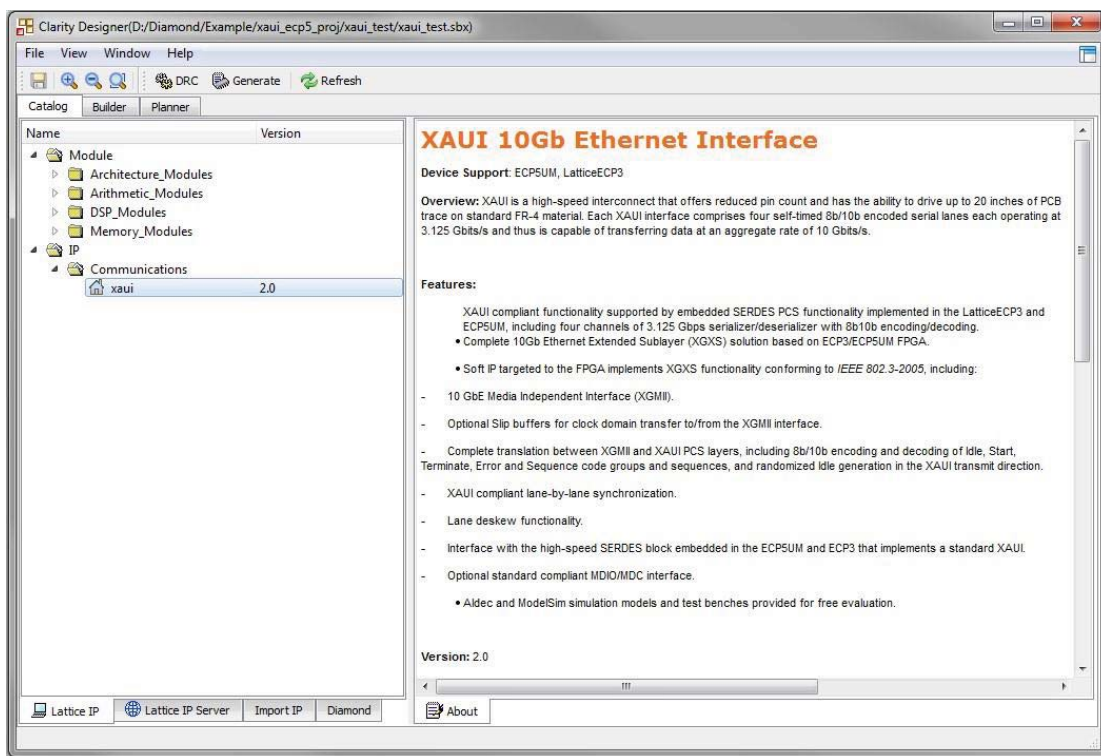 Clarity Designer(D:/Diamond/Example/xaui_ecp5_proj/xaui_test/xaui_test.sbx)
File View Window Help
DRC Generate Refresh
Catalog Builder Planner
Name Version
Module
Architecture_Modules
Arithmetic_Modules
DSP_Modules
Memory_Modules
IP
Communications
xaui 2.0
XAUI 10Gb Ethernet Interface
Device Support: ECP5UM, LatticeECP3
Overview: XAUI is a high-speed interconnect that offers reduced pin count and has the ability to drive up to 20 inches of PCB
trace on standard FR-4 material. Each XAUI interface comprises four self-timed 8b/10b encoded serial lanes each operating at
3.125 Gbits/s and thus is capable of transferring data at an aggregate rate of 10 Gbits/s.
Features:
XAUI compliant functionality supported by embedded SERDES PCS functionality implemented in the LatticeECP3 and
ECP5UM, including four channels of 3.125 Gbps serializer/deserializer with 8b10b encoding/decoding.
• Complete 10Gb Ethernet Extended Sublayer (XGXS) solution based on ECP3/ECP5UM FPGA.
• Soft IP targeted to the FPGA implements XGXS functionality conforming to IEEE 802.3-2005, including:
- 10 GbE Media Independent Interface (XGMII).
- Optional Slip buffers for clock domain transfer to/from the XGMII interface.
- Complete translation between XGMII and XAUI PCS layers, including 8b/10b encoding and decoding of Idle, Start,
Terminate, Error and Sequence code groups and sequences, and randomized Idle generation in the XAUI transmit direction.
- XAUI compliant lane-by-lane synchronization.
- Lane deskew functionality.
- Interface with the high-speed SERDES block embedded in the ECP5UM and ECP3 that implements a standard XAUI.
- Optional standard compliant MDIO/MDC interface.
• Aldec and ModelSim simulation models and test benches provided for free evaluation.
Version: 2.0
Lattice IP Lattice IP Server Import IP Diamond
About